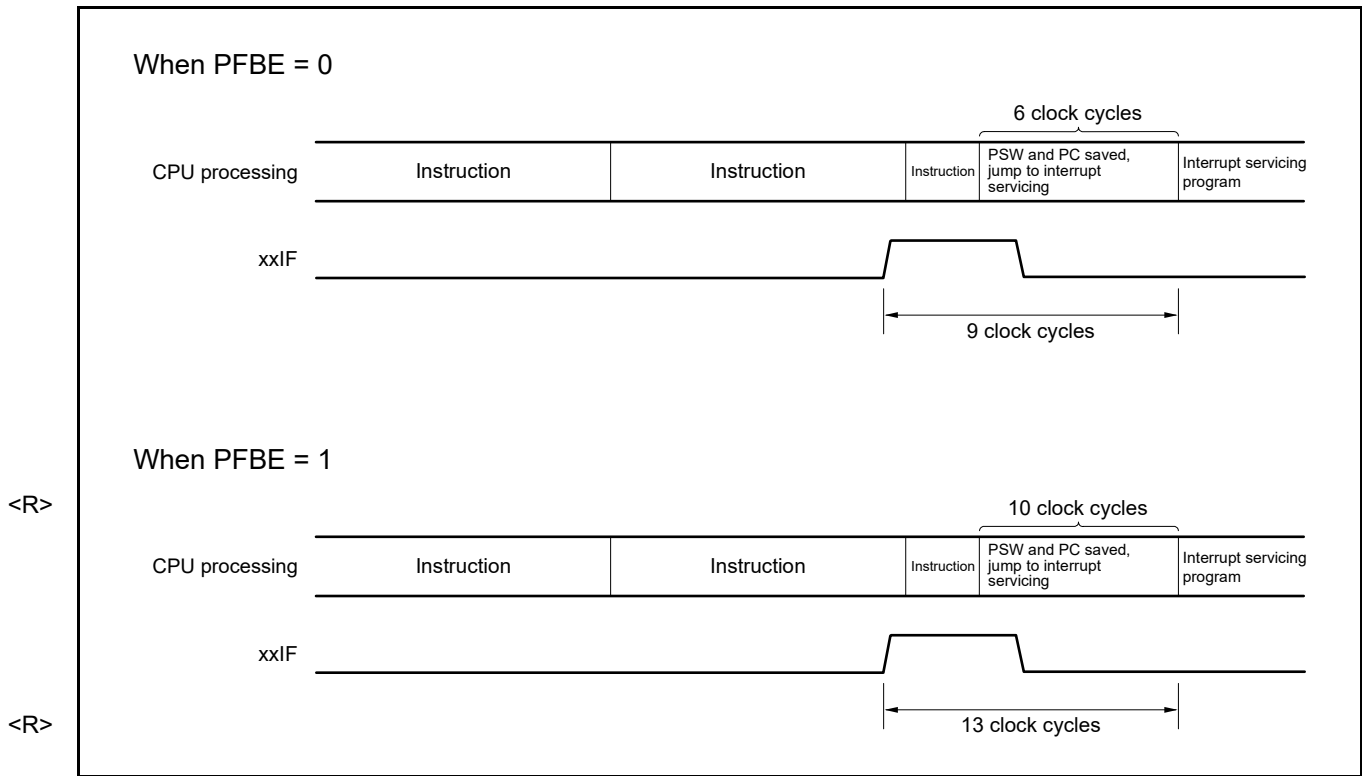 When PFBE = 0
6 clock cycles
CPU processing
Instruction
Instruction
Instruction
PSW and PC saved,
jump to interrupt
servicing
Interrupt servicing
program
xxIF
9 clock cycles
When PFBE = 1
<R>
10 clock cycles
CPU processing
Instruction
Instruction
Instruction
PSW and PC saved,
jump to interrupt
servicing
Interrupt servicing
program
xxIF
<R>
13 clock cycles